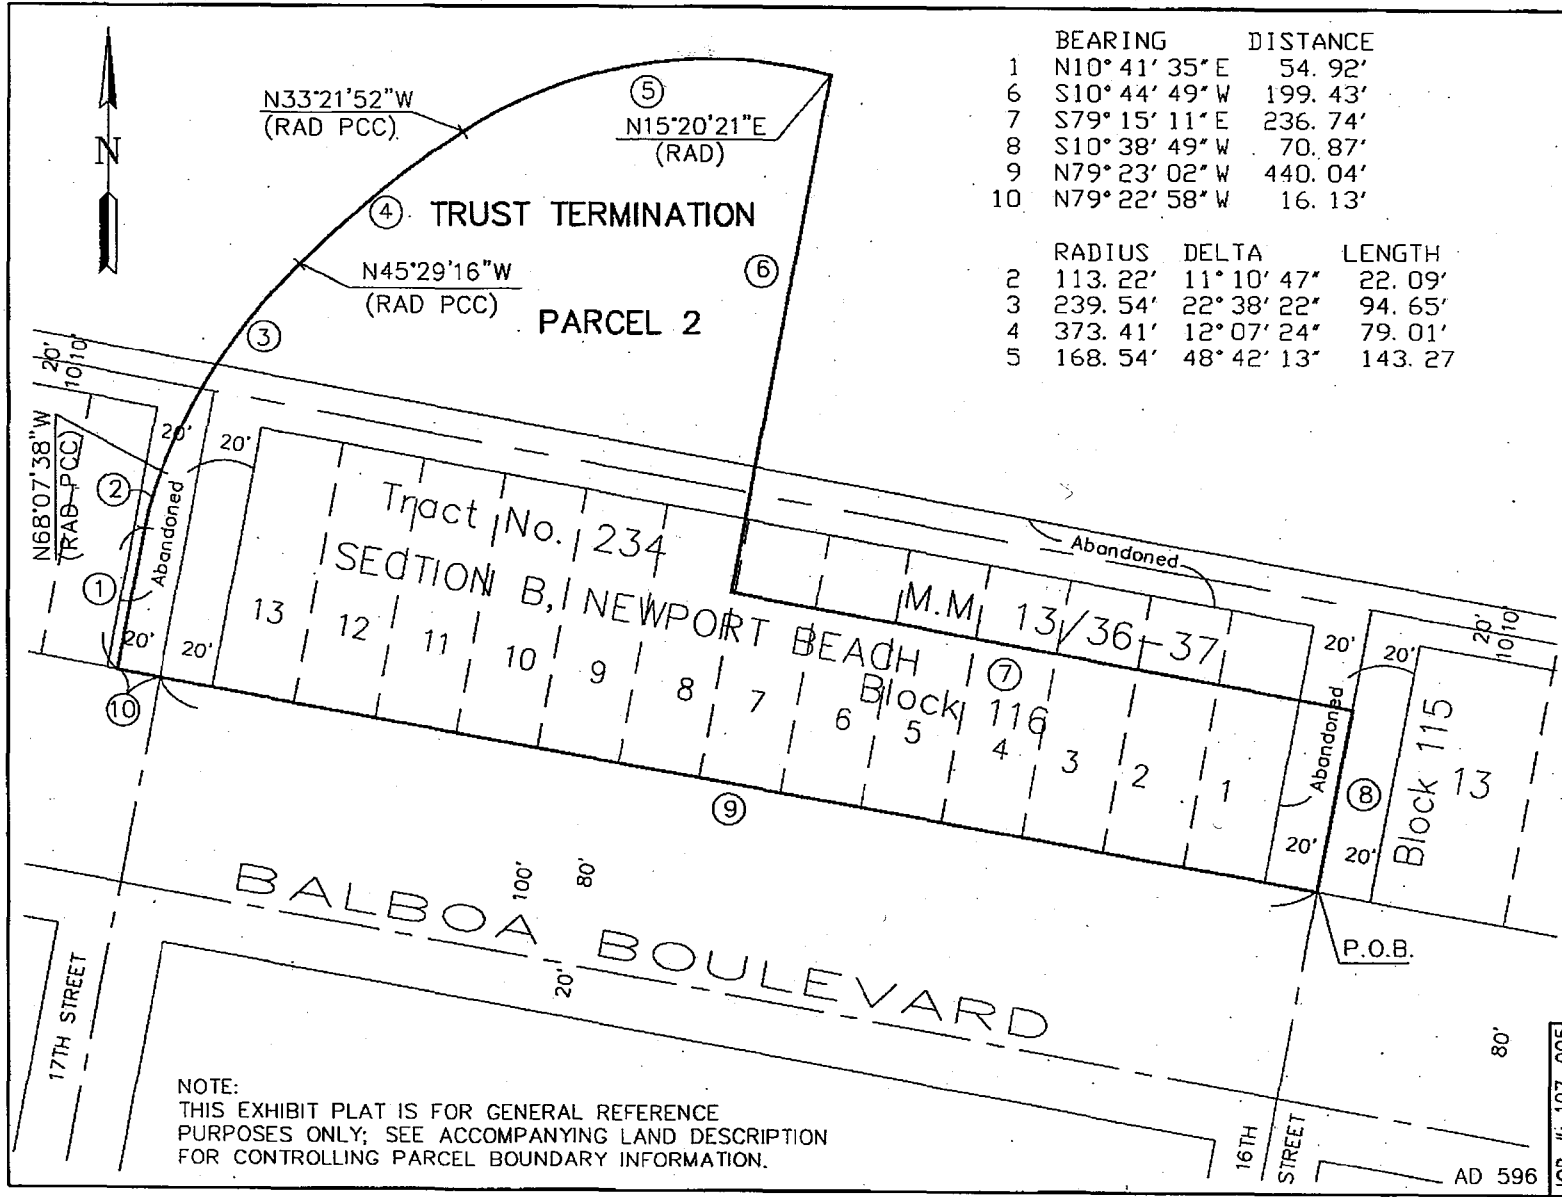 BEARING DISTANCE
1 N10°41'35"E 54.92'
6 S10°44'49"W 199.43'
7 S79°15'11"E 236.74'
8 S10°38'49"W 70.87'
9 N79°23'02"W 440.04'
10 N79°22'58"W 16.13'
RADIUS DELTA LENGTH
2 113.22' 11°10'47" 22.09'
3 239.54' 22°38'22" 94.65'
4 373.41' 12°07'24" 79.01'
5 168.54' 48°42'13" 143.27
N
N33°21'52"W
(RAD PCC)
5
N15°20'21"E
(RAD)
4
TRUST TERMINATION
N45°29'16"W
(RAD PCC)
6
PARCEL 2
3
20'
10'
10'
N68°07'38"W
(RAD PCC)
20'
20'
2
Abandoned
1
20'
20'
10
Tract No. 234
SECTION B, NEWPORT BEACH
M.M. 13/36-37
Block 116
13
12
11
10
9
8
7
6
5
4
3
2
1
7
Abandoned
20'
20'
20'
10'
10'
Abandoned
8
20'
20'
Block 115
13
9
P.O.B.
BALBOA BOULEVARD
100'
80'
20'
80'
17TH STREET
16TH
STREET
NOTE:
THIS EXHIBIT PLAT IS FOR GENERAL REFERENCE
PURPOSES ONLY; SEE ACCOMPANYING LAND DESCRIPTION
FOR CONTROLLING PARCEL BOUNDARY INFORMATION.
AD 596